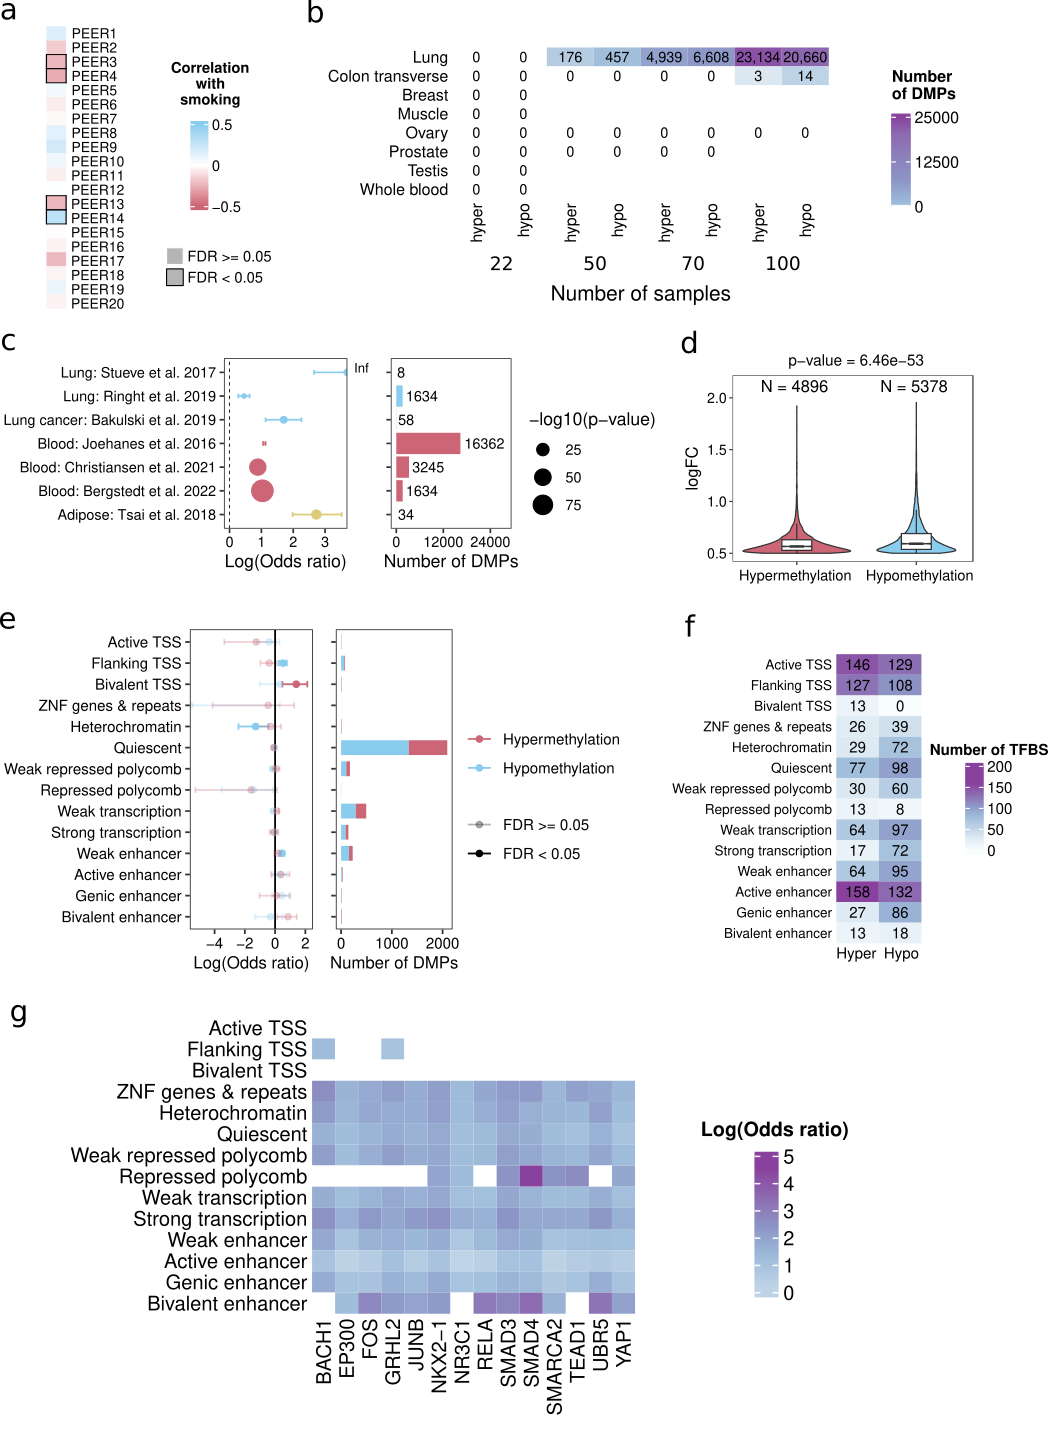 a
PEER1
PEER2
PEER3
PEER4
PEER5
PEER6
PEER7
PEER8
PEER9
PEER10
PEER11
PEER12
PEER13
PEER14
PEER15
PEER16
PEER17
PEER18
PEER19
PEER20
Correlation
with
smoking
0.5
0
−0.5
FDR >= 0.05
FDR < 0.05
b
Lung 0 0 176 457 4,939 6,608 23,134 20,660
Colon transverse 0 0 0 0 0 0 3 14
Breast 0 0
Muscle 0 0
Ovary 0 0 0 0 0 0 0 0
Prostate 0 0 0 0 0 0
Testis 0 0
Whole blood 0 0
hyper hypo hyper hypo hyper hypo hyper hypo
22 50 70 100
Number of samples
Number
of DMPs
25000
12500
0
c
Lung: Stueve et al. 2017
Lung: Ringht et al. 2019
Lung cancer: Bakulski et al. 2019
Blood: Joehanes et al. 2016
Blood: Christiansen et al. 2021
Blood: Bergstedt et al. 2022
Adipose: Tsai et al. 2018
Inf
0 1 2 3
Log(Odds ratio)
8
1634
58
16362
3245
1634
34
0 12000 24000
Number of DMPs
−log10(p−value)
25
50
75
d
p−value = 6.46e−53
N = 4896 N = 5378
logFC
2.0
1.5
1.0
0.5
Hypermethylation Hypomethylation
e
Active TSS
Flanking TSS
Bivalent TSS
ZNF genes & repeats
Heterochromatin
Quiescent
Weak repressed polycomb
Repressed polycomb
Weak transcription
Strong transcription
Weak enhancer
Active enhancer
Genic enhancer
Bivalent enhancer
−4 −2 0 2
Log(Odds ratio)
0 1000 2000
Number of DMPs
Hypermethylation
Hypomethylation
FDR >= 0.05
FDR < 0.05
f
Active TSS 146 129
Flanking TSS 127 108
Bivalent TSS 13 0
ZNF genes & repeats 26 39
Heterochromatin 29 72
Quiescent 77 98
Weak repressed polycomb 30 60
Repressed polycomb 13 8
Weak transcription 64 97
Strong transcription 17 72
Weak enhancer 64 95
Active enhancer 158 132
Genic enhancer 27 86
Bivalent enhancer 13 18
Hyper Hypo
Number of TFBS
200
150
100
50
0
g
Active TSS
Flanking TSS
Bivalent TSS
ZNF genes & repeats
Heterochromatin
Quiescent
Weak repressed polycomb
Repressed polycomb
Weak transcription
Strong transcription
Weak enhancer
Active enhancer
Genic enhancer
Bivalent enhancer
BACH1 EP300 FOS GRHL2 JUNB NKX2−1 NR3C1 RELA SMAD3 SMAD4 SMARCA2 TEAD1 UBR5 YAP1
Log(Odds ratio)
5
4
3
2
1
0